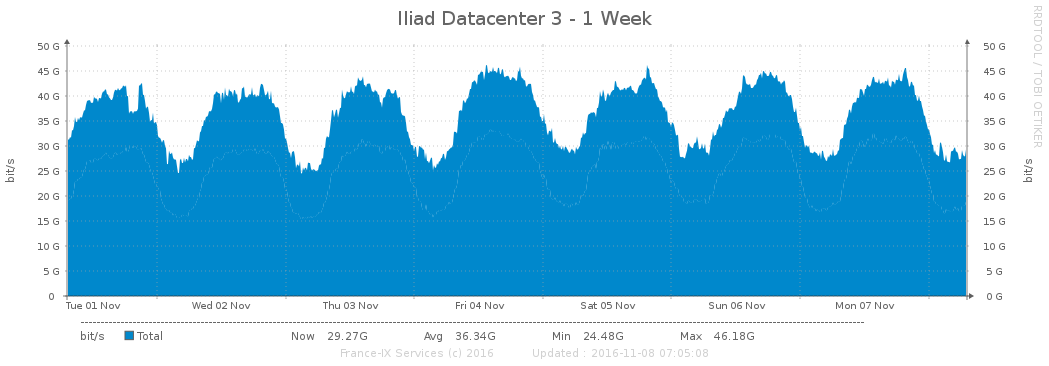 Iliad Datacenter 3 - 1 Week
RRDTOOL / TOBI OETIKER
50 G 50 G
45 G 45 G
40 G 40 G
35 G 35 G
30 G 30 G
25 G 25 G
20 G 20 G
15 G 15 G
10 G 10 G
5 G 5 G
0 0 G
bit/s bit/s
Tue 01 Nov Wed 02 Nov Thu 03 Nov Fri 04 Nov Sat 05 Nov Sun 06 Nov Mon 07 Nov
bit/s Total Now 29.27G Avg 36.34G Min 24.48G Max 46.18G
France-IX Services (c) 2016 Updated : 2016-11-08 07:05:08